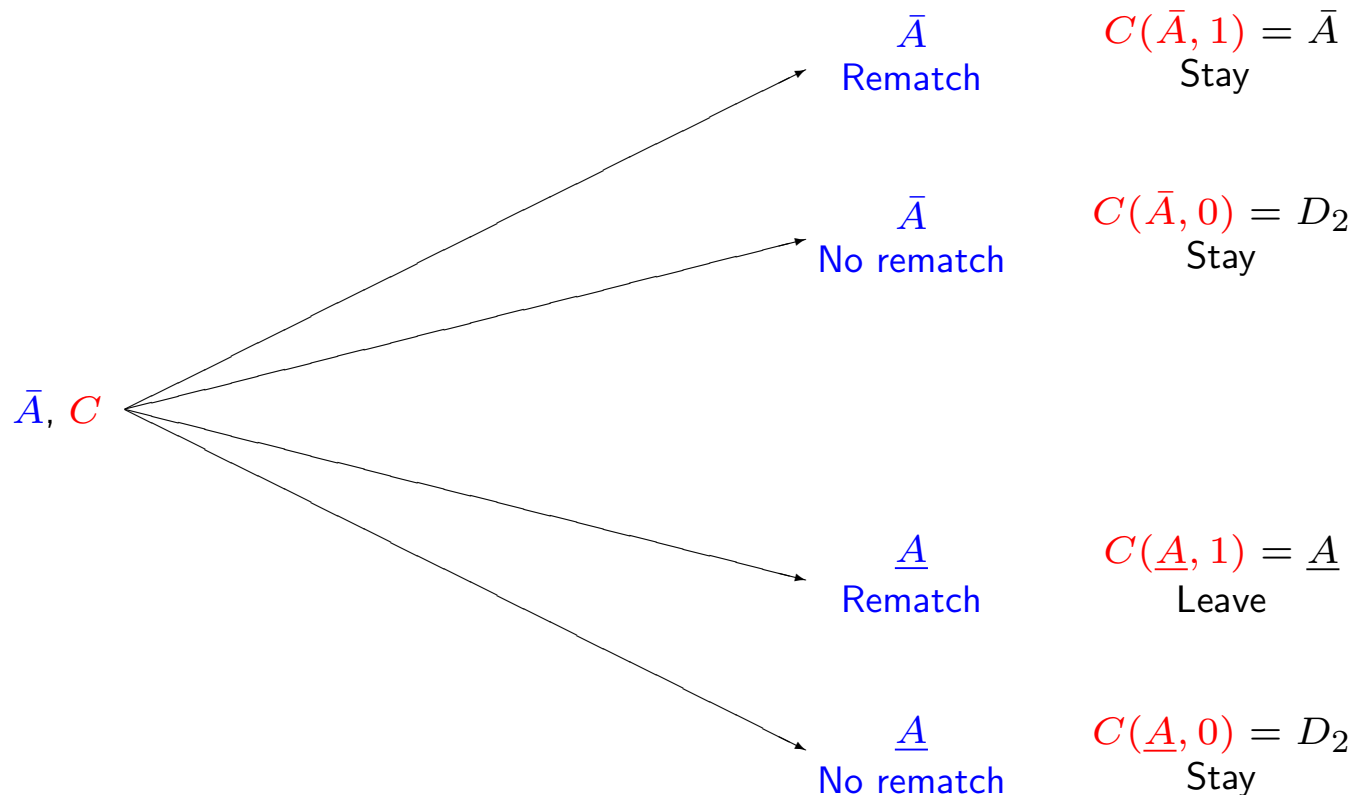 Ā C(Ā, 1) = Ā
Rematch Stay
Ā C(Ā, 0) = D₂
No rematch Stay
Ā, C
A̲ C(A̲, 1) = A̲
Rematch Leave
A̲ C(A̲, 0) = D₂
No rematch Stay